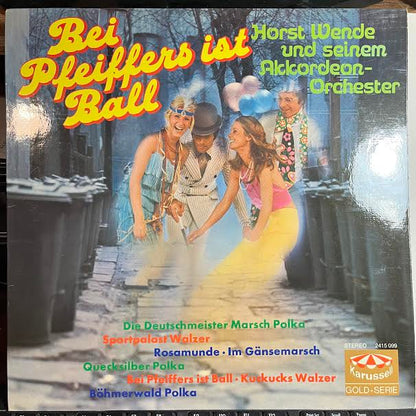 Bei
Pfeiffers ist
Ball
Horst Wende
und seinem
Akkordeon-
Orchester
Die Deutschmeister Marsch Polka
Sportpalast Walzer
Rosamunde · Im Gänsemarsch
Quecksilber Polka
Bei Pfeiffers ist Ball · Kuckucks Walzer
Böhmerwald Polka
STEREO 2415 099
Karussell
GOLD-SERIE